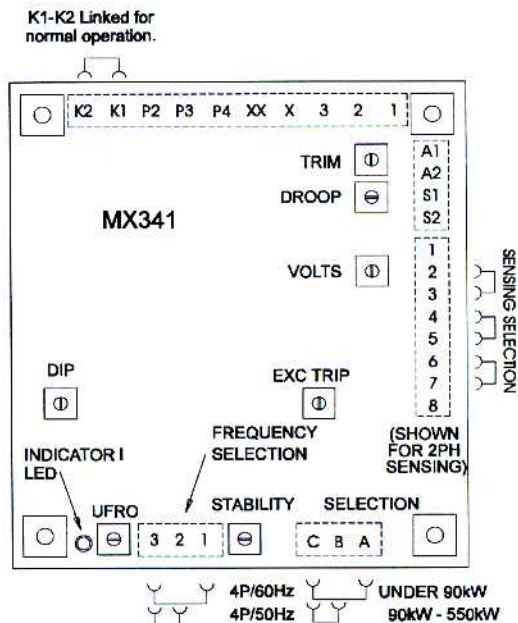 K1-K2 Linked for
normal operation.
K2 K1 P2 P3 P4 XX X 3 2 1
TRIM
DROOP
A1
A2
S1
S2
MX341
VOLTS
1
2
3
4
5
6
7
8
SENSING SELECTION
DIP
EXC TRIP
INDICATOR I
LED
FREQUENCY
SELECTION
(SHOWN
FOR 2PH
SENSING)
UFRO
STABILITY
SELECTION
3 2 1
C B A
4P/60Hz
UNDER 90kW
4P/50Hz
90kW - 550kW